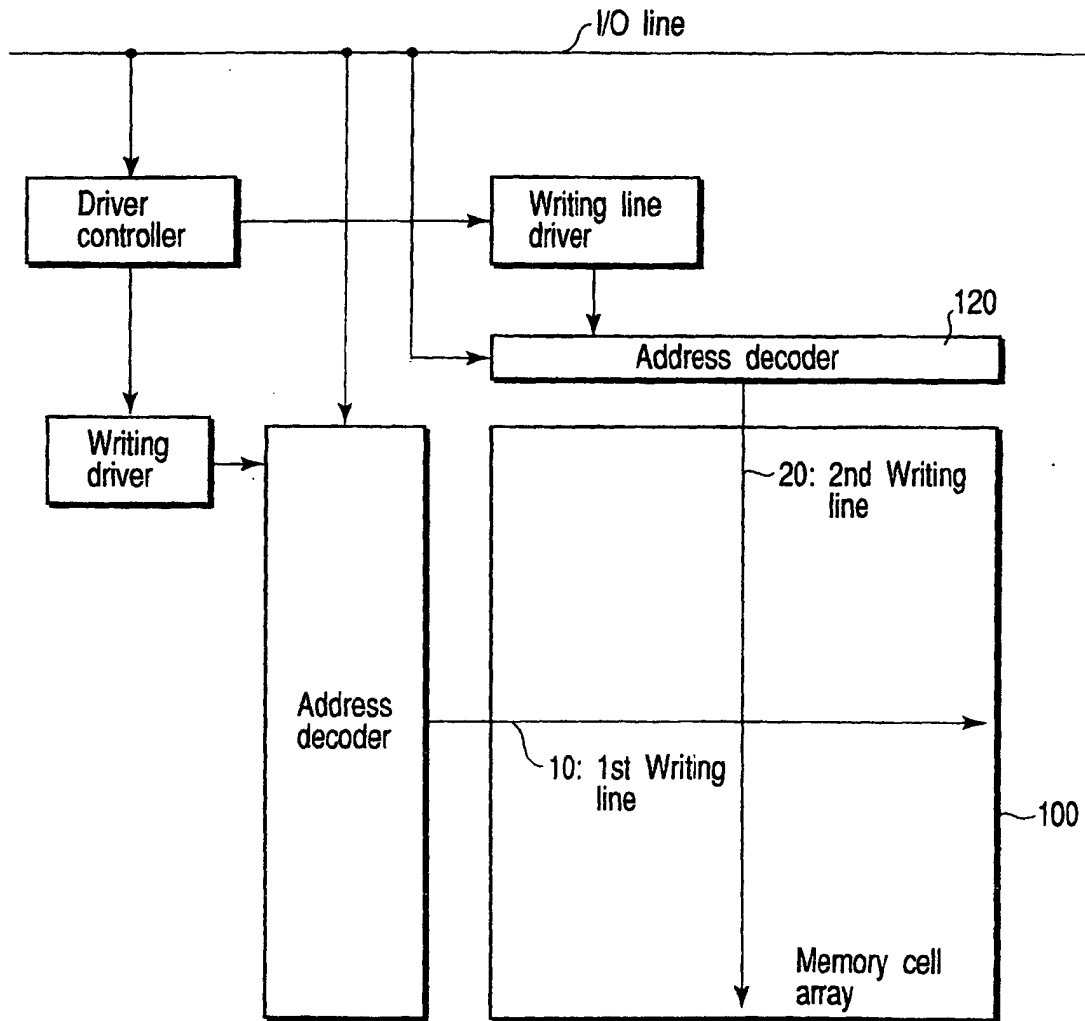 I/O line
Driver
controller
Writing line
driver
120
Address decoder
Writing
driver
20: 2nd Writing
line
Address
decoder
10: 1st Writing
line
100
Memory cell
array